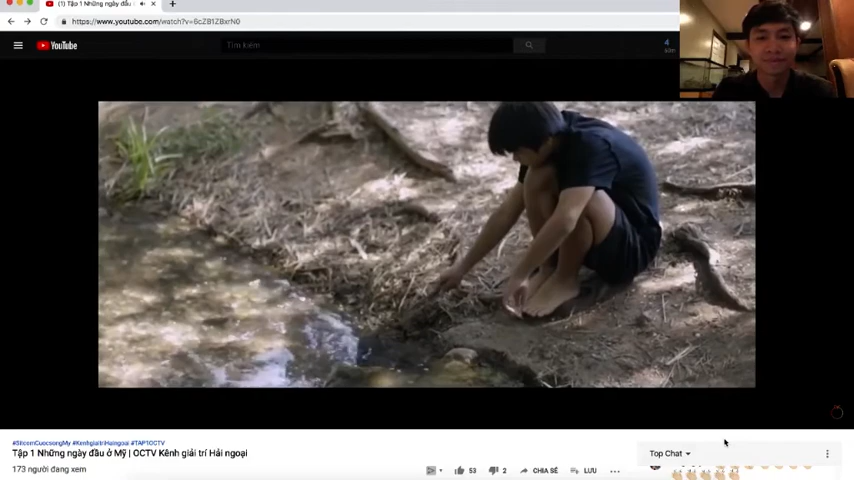 (1) Tập 1 Những ngày đầu
https://www.youtube.com/watch?v=6cZB1ZBxrN0
YouTube
Tìm kiếm
4
#SitcomCuocsongMy #KenhgiaitriHaingoai #TAP1OCTV
Tập 1 Những ngày đầu ở Mỹ | OCTV Kênh giải trí Hải ngoại
173 người đang xem
53
2
CHIA SẺ
LƯU
Top Chat